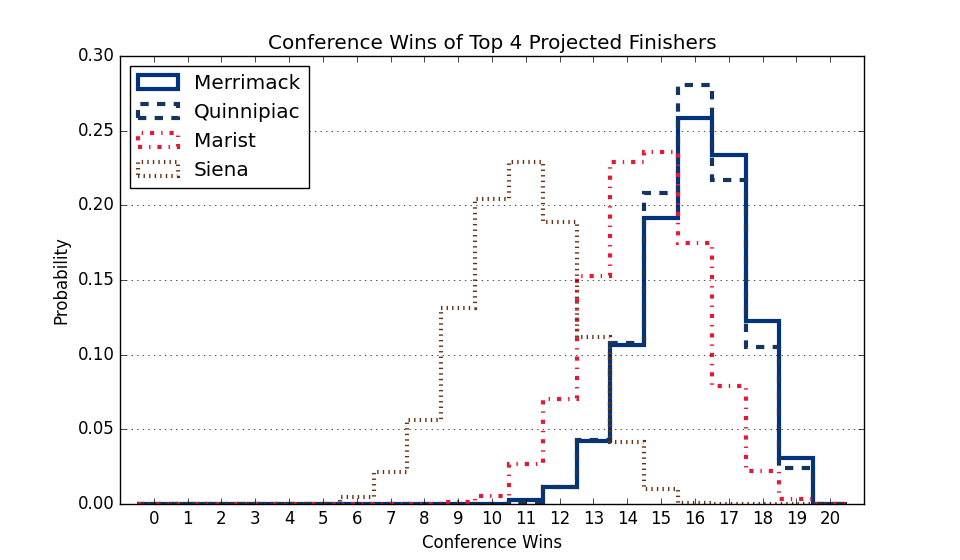 Conference Wins of Top 4 Projected Finishers
0.30
0.25
0.20
0.15
0.10
0.05
0.00
Probability
Merrimack
Quinnipiac
Marist
Siena
0 1 2 3 4 5 6 7 8 9 10 11 12 13 14 15 16 17 18 19 20
Conference Wins